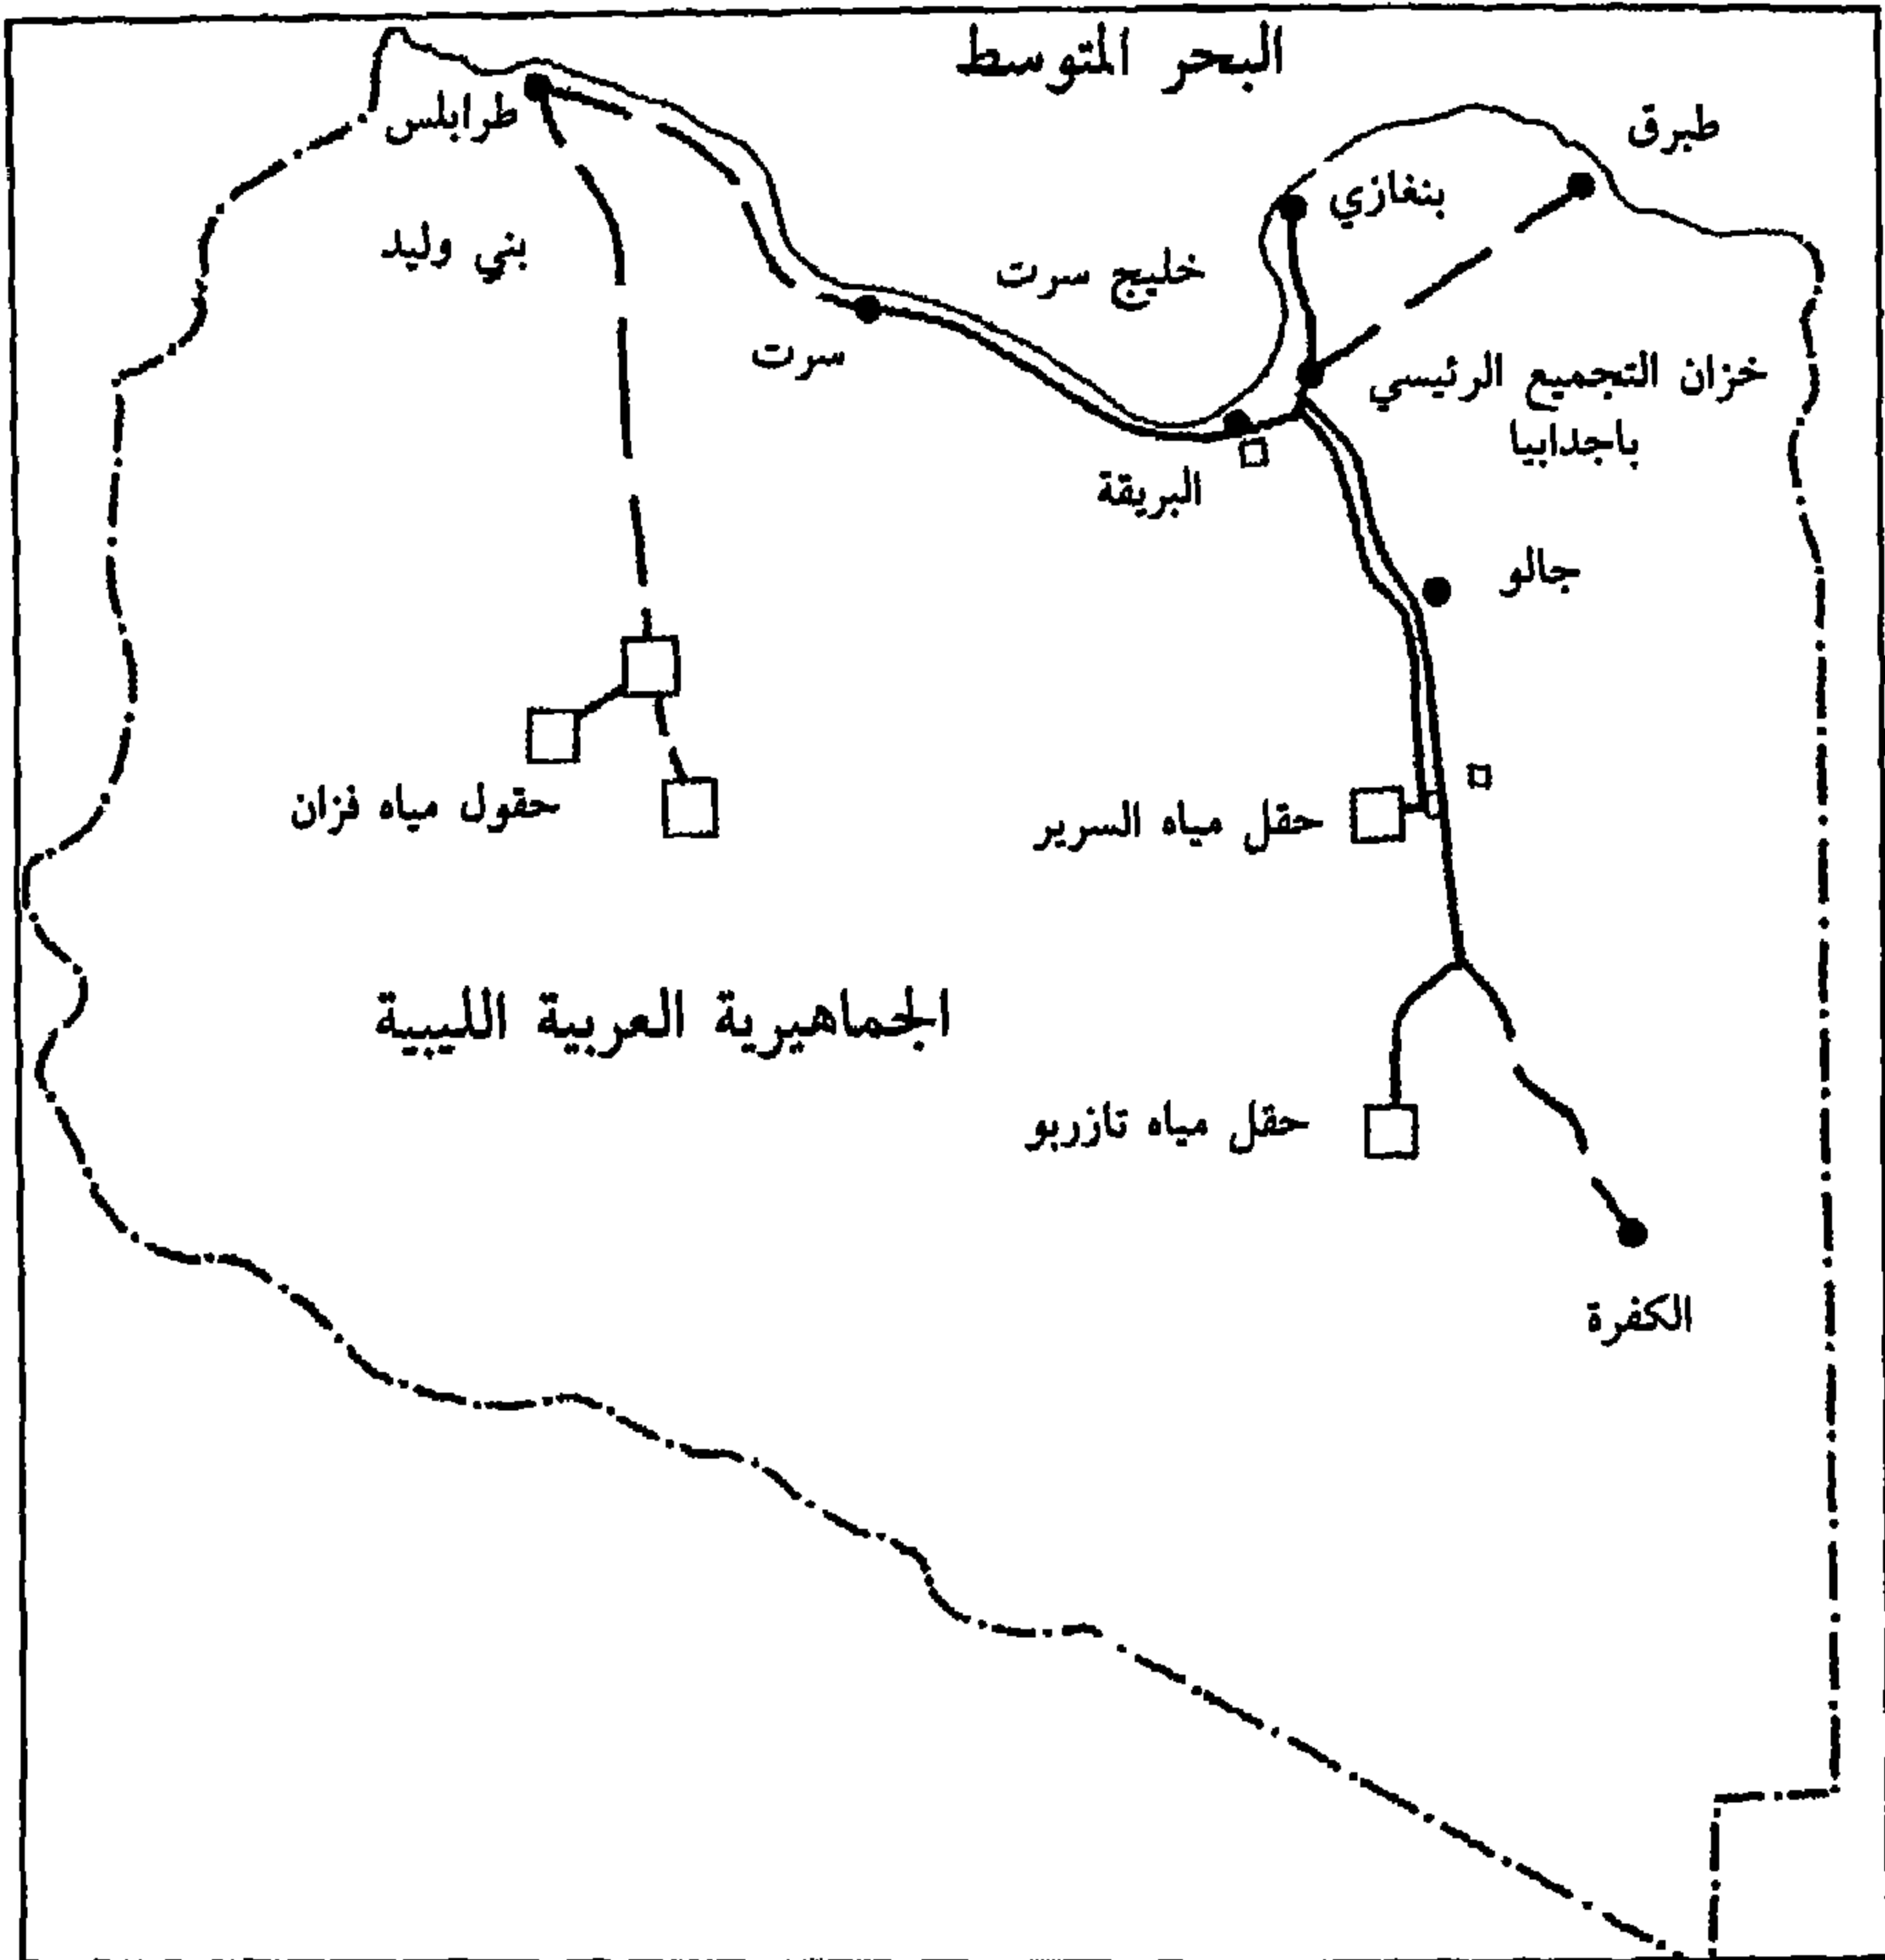 البحر المتوسط
طرابلس
طبرق
بنغازي
بني وليد
خليج سرت
سرت
خزان التجميع الرئيسي
باجدابيا
البريقة
جالو
حقول مياه فزان
حقل مياه السرير
الجماهيرية العربية الليبية
حقل مياه تازربو
الكفرة